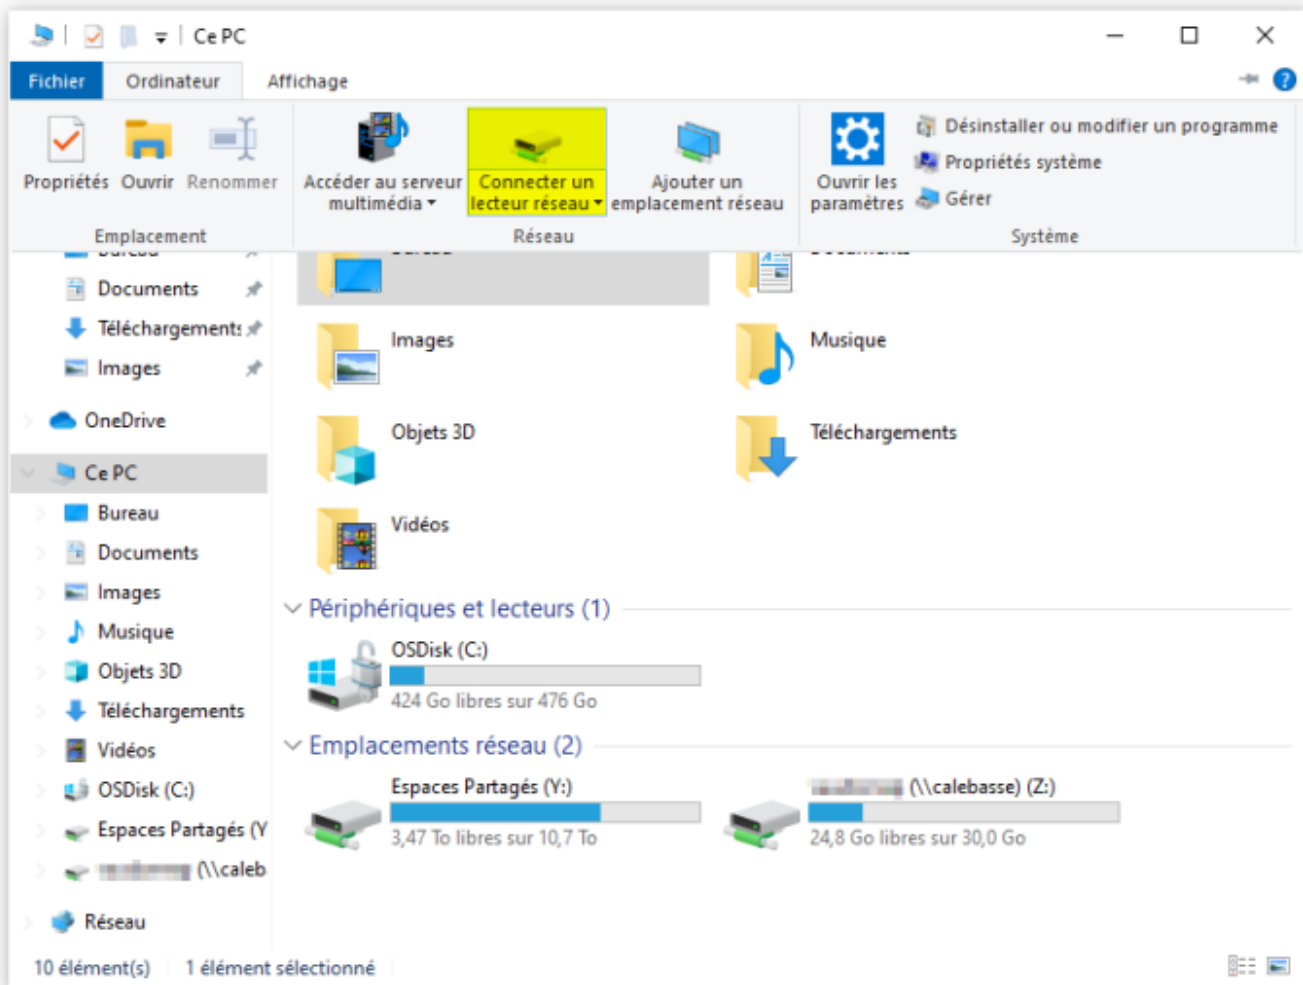 Ce PC
Fichier
Ordinateur
Affichage
Propriétés
Ouvrir
Renommer
Emplacement
Accéder au serveur
multimédia
Connecter un
lecteur réseau
Ajouter un
emplacement réseau
Réseau
Ouvrir les
paramètres
Désinstaller ou modifier un programme
Propriétés système
Gérer
Système
Documents
Téléchargements
Images
OneDrive
Ce PC
Bureau
Documents
Images
Musique
Objets 3D
Téléchargements
Vidéos
OSDisk (C:)
Espaces Partagés (Y
(\\caleb
Réseau
Images
Musique
Objets 3D
Téléchargements
Vidéos
Périphériques et lecteurs (1)
OSDisk (C:)
424 Go libres sur 476 Go
Emplacements réseau (2)
Espaces Partagés (Y:)
3,47 To libres sur 10,7 To
(\\calebasse) (Z:)
24,8 Go libres sur 30,0 Go
10 élément(s)
1 élément sélectionné